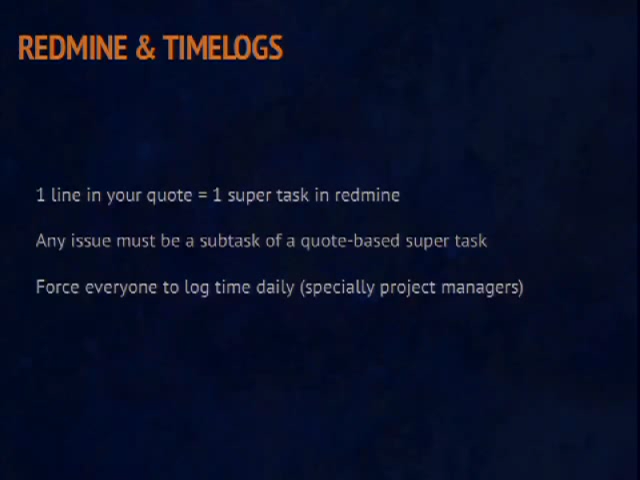 REDMINE & TIMELOGS
1 line in your quote = 1 super task in redmine
Any issue must be a subtask of a quote-based super task
Force everyone to log time daily (specially project managers)